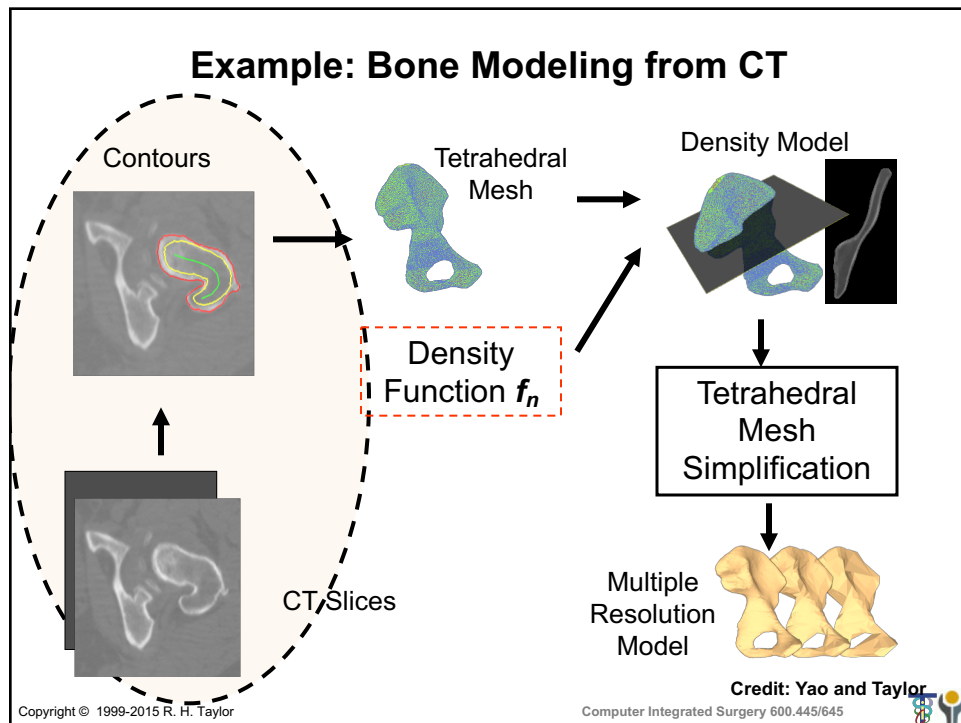 Example: Bone Modeling from CT
Contours
Tetrahedral
Mesh
Density Model
Density
Function fn
Tetrahedral
Mesh
Simplification
CT Slices
Multiple
Resolution
Model
Credit: Yao and Taylor
Copyright © 1999-2015 R. H. Taylor
Computer Integrated Surgery 600.445/645